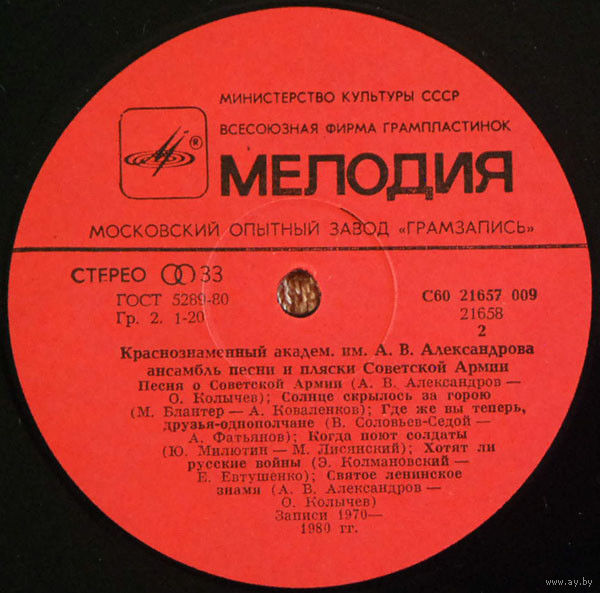 МИНИСТЕРСТВО КУЛЬТУРЫ СССР
ВСЕСОЮЗНАЯ ФИРМА ГРАМПЛАСТИНОК
®
МЕЛОДИЯ
МОСКОВСКИЙ ОПЫТНЫЙ ЗАВОД «ГРАМЗАПИСЬ»
СТЕРЕО 33
ГОСТ 5289-80
Гр. 2. 1-20
С60 21657 009
21658
2
Краснознаменный академ. им. А. В. Александрова
ансамбль песни и пляски Советской Армии
Песня о Советской Армии (А. В. Александров —
О. Колычев); Солнце скрылось за горою
(М. Блантер — А. Коваленков); Где же вы теперь,
друзья-однополчане (В. Соловьев-Седой —
А. Фатьянов); Когда поют солдаты
(Ю. Милютин — М. Лисянский); Хотят ли
русские войны (Э. Колмановский —
Е. Евтушенко); Святое ленинское
знамя (А. В. Александров —
О. Колычев)
Записи 1970—
1980 гг.
www.ay.by